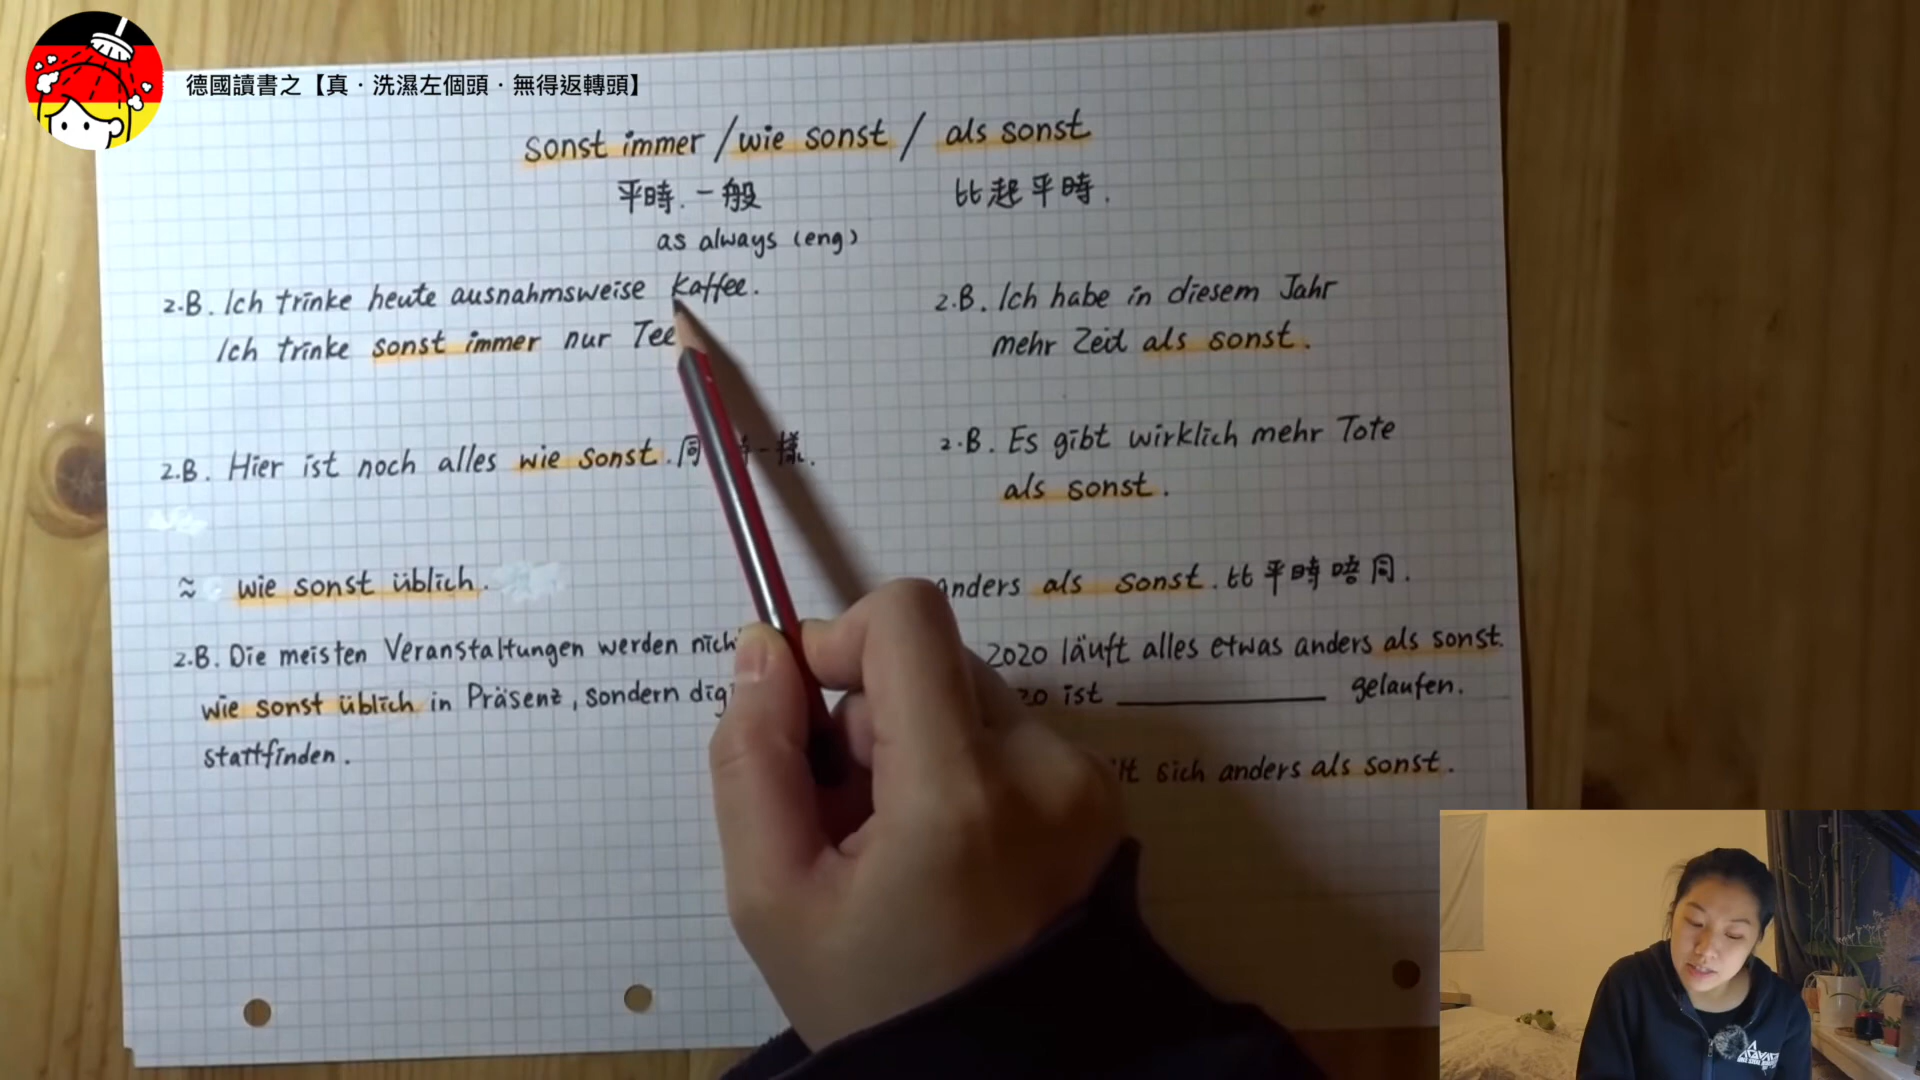 德國讀書之【真．洗濕左個頭．無得返轉頭】
sonst immer / wie sonst / als sonst
平時.一般
比起平時.
as always (eng)
z.B. Ich trinke heute ausnahmsweise Kaffee.
Ich trinke sonst immer nur Tee
z.B. Hier ist noch alles wie sonst. 同 一樣.
≈ wie sonst üblich.
z.B. Die meisten Veranstaltungen werden
wie sonst üblich in Präsenz, sondern
stattfinden.
z.B. Ich habe in diesem Jahr
mehr Zeit als sonst.
z.B. Es gibt wirklich mehr Tote
als sonst.
anders als sonst. 比平時唔同.
2020 läuft alles etwas anders als sonst.
ist ____________ gelaufen.
sich anders als sonst.